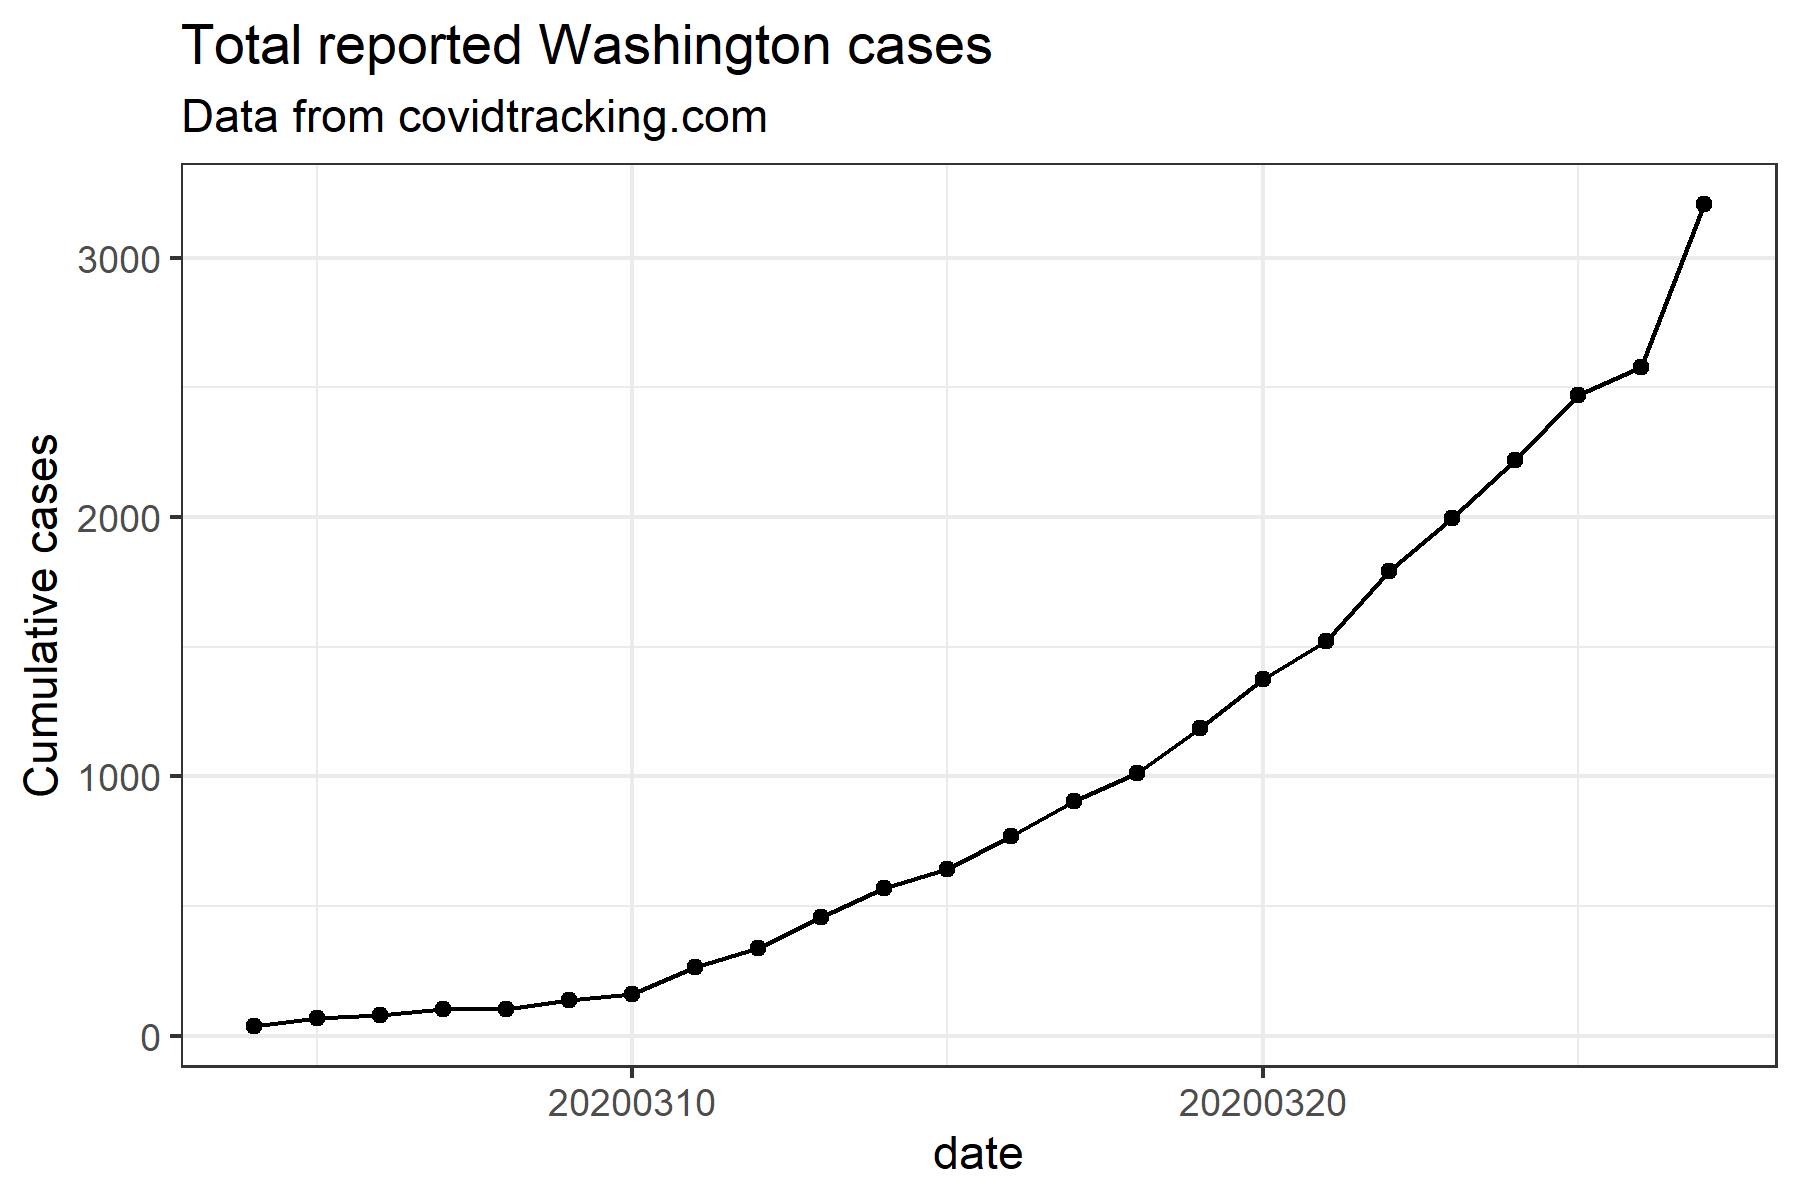 Total reported Washington cases
Data from covidtracking.com
Cumulative cases
3000
2000
1000
0
20200310
20200320
date